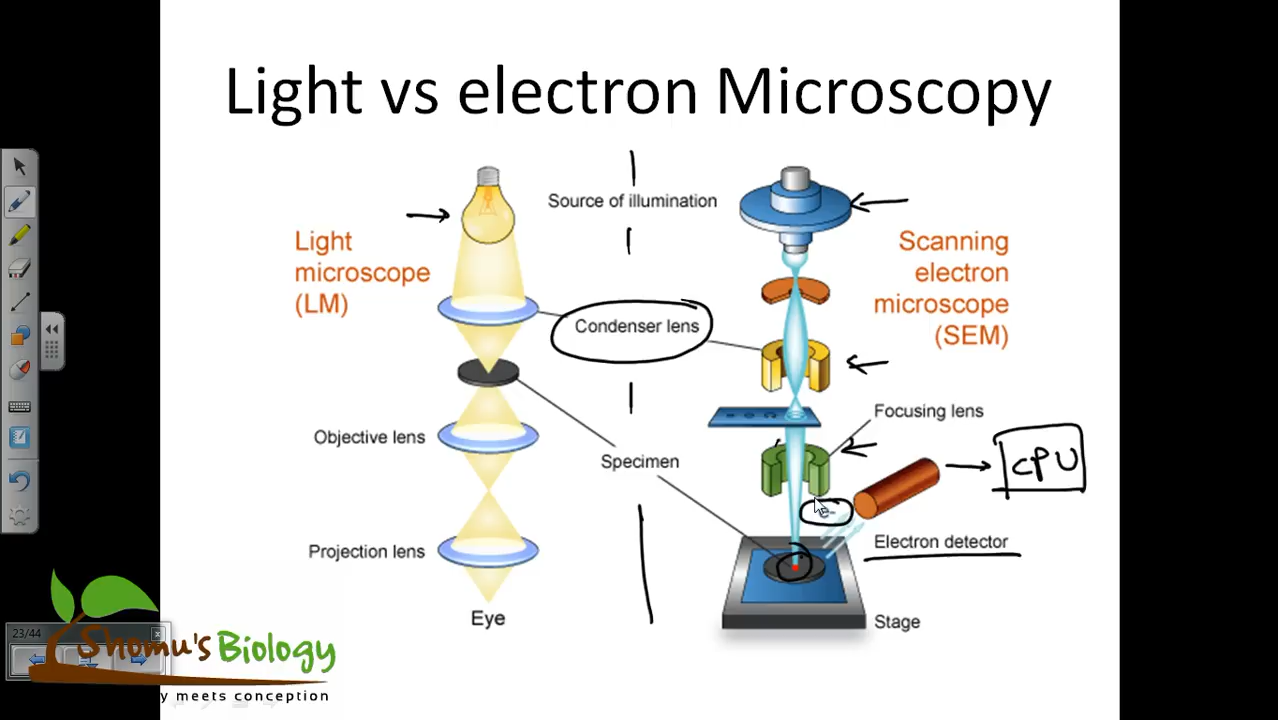 Light vs electron Microscopy
Source of illumination
Light
microscope
(LM)
Scanning
electron
microscope
(SEM)
Condenser lens
Focusing lens
Objective lens
Specimen
CPU
e-
Projection lens
Electron detector
Eye
Stage
23/44
Shomu's Biology
y meets conception